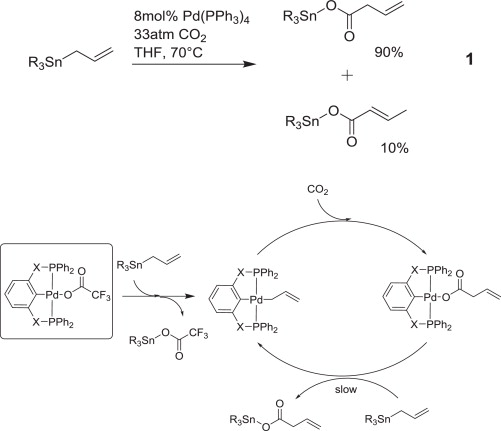 8mol% Pd(PPh3)4
33atm CO2
THF, 70°C
R3Sn
R3Sn
O
O
90%
1
+
R3Sn
O
O
10%
CO2
X
PPh2
Pd
O
O
CF3
X
PPh2
R3Sn
R3Sn
O
O
CF3
X
PPh2
Pd
X
PPh2
X
PPh2
Pd
O
O
X
PPh2
slow
R3Sn
O
O
R3Sn